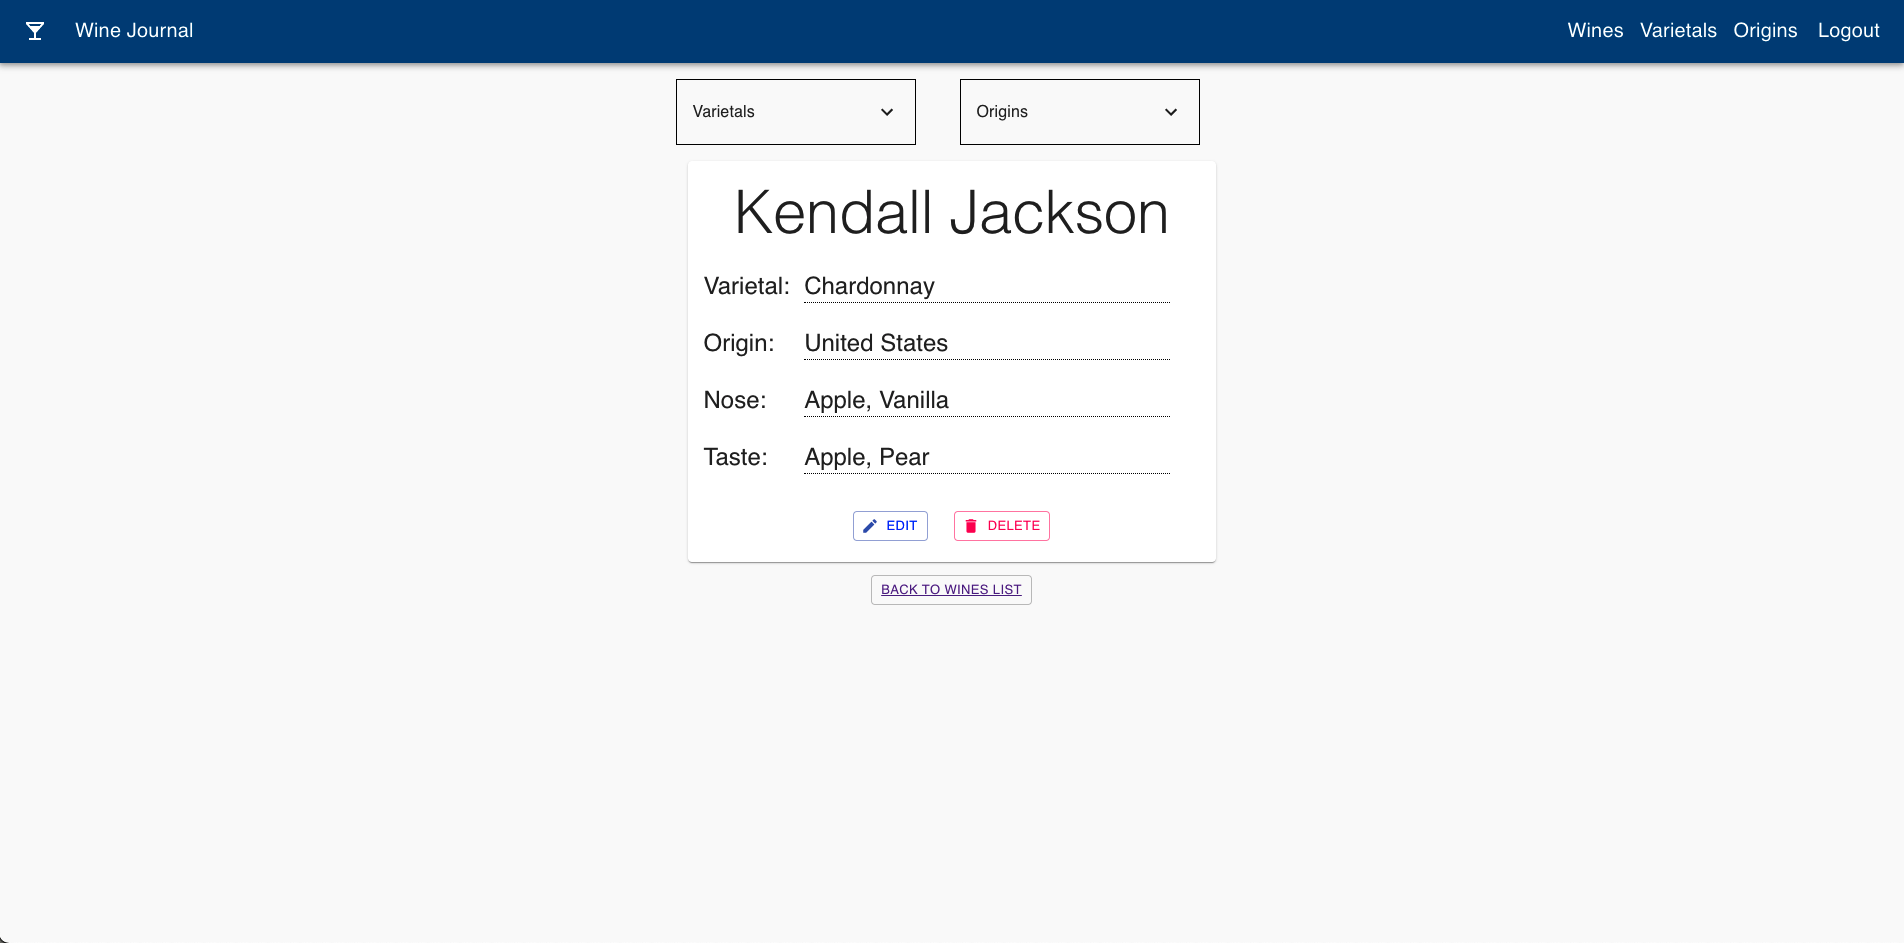 Wine Journal
Wines Varietals Origins Logout
Varietals
Origins
Kendall Jackson
Varietal: Chardonnay
Origin: United States
Nose: Apple, Vanilla
Taste: Apple, Pear
EDIT
DELETE
BACK TO WINES LIST